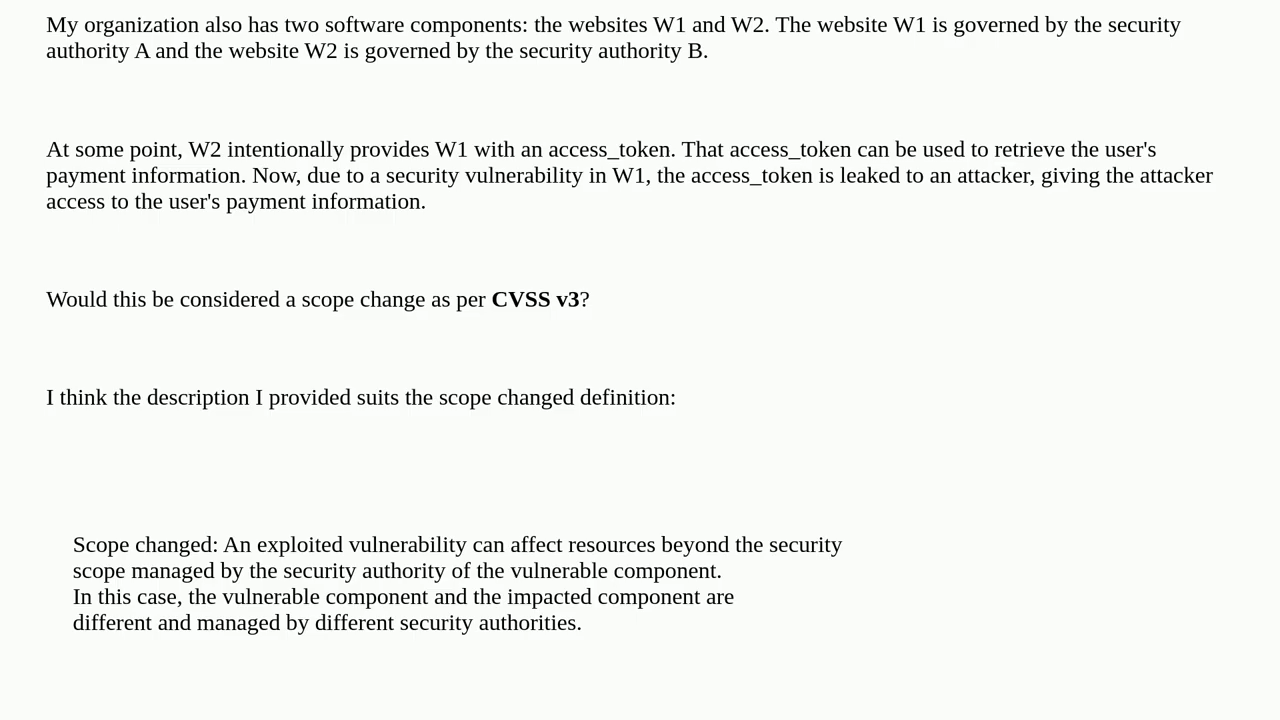 My organization also has two software components: the websites W1 and W2. The website W1 is governed by the security
authority A and the website W2 is governed by the security authority B.
At some point, W2 intentionally provides W1 with an access_token. That access_token can be used to retrieve the user's
payment information. Now, due to a security vulnerability in W1, the access_token is leaked to an attacker, giving the attacker
access to the user's payment information.
Would this be considered a scope change as per CVSS v3?
I think the description I provided suits the scope changed definition:
Scope changed: An exploited vulnerability can affect resources beyond the security
scope managed by the security authority of the vulnerable component.
In this case, the vulnerable component and the impacted component are
different and managed by different security authorities.